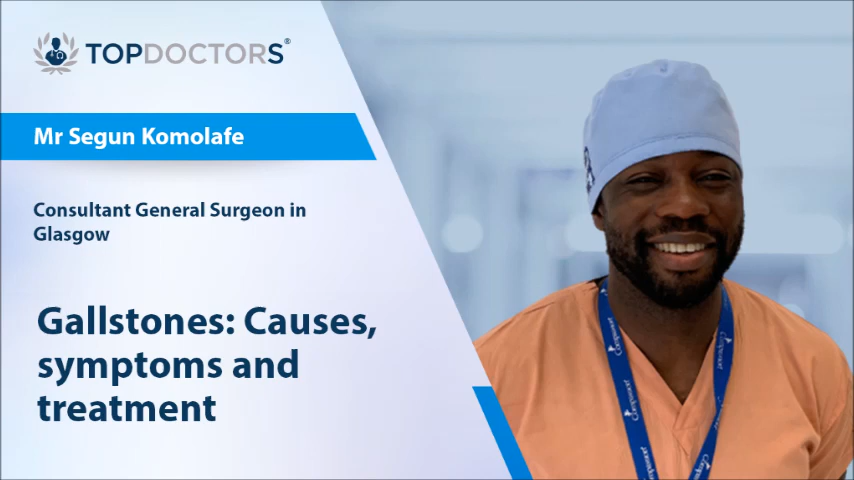 TOPDOCTORS®
Mr Segun Komolafe
Consultant General Surgeon in
Glasgow
Gallstones: Causes,
symptoms and
treatment